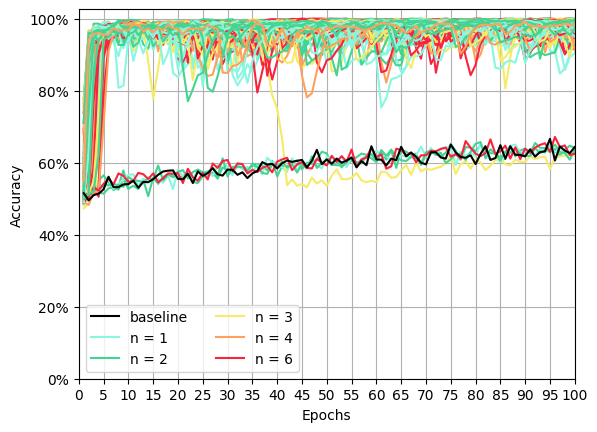 100%
80%
60%
40%
20%
0%
Accuracy
baseline
n = 1
n = 2
n = 3
n = 4
n = 6
0 5 10 15 20 25 30 35 40 45 50 55 60 65 70 75 80 85 90 95 100
Epochs